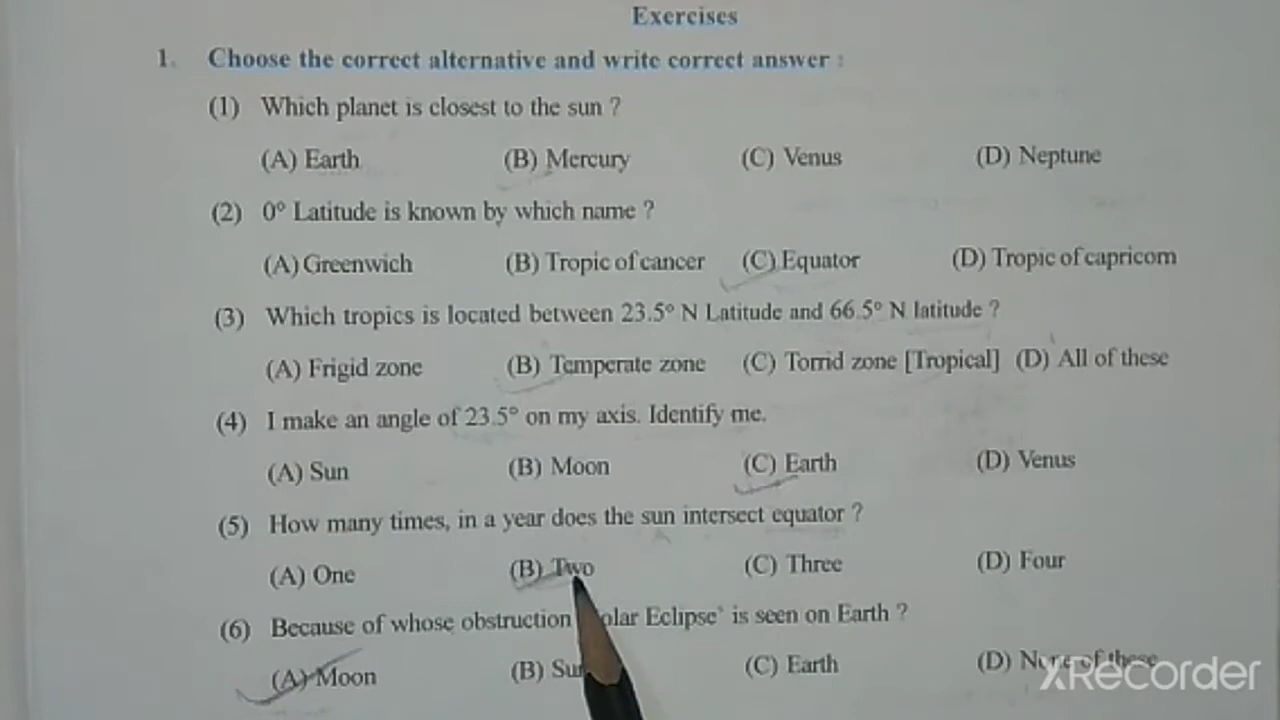 Exercises
1. Choose the correct alternative and write correct answer :
(1) Which planet is closest to the sun ?
(A) Earth (B) Mercury (C) Venus (D) Neptune
(2) 0° Latitude is known by which name ?
(A) Greenwich (B) Tropic of cancer (C) Equator (D) Tropic of capricorn
(3) Which tropics is located between 23.5° N Latitude and 66.5° N latitude ?
(A) Frigid zone (B) Temperate zone (C) Torrid zone [Tropical] (D) All of these
(4) I make an angle of 23.5° on my axis. Identify me.
(A) Sun (B) Moon (C) Earth (D) Venus
(5) How many times, in a year does the sun intersect equator ?
(A) One (B) Two (C) Three (D) Four
(6) Because of whose obstruction Eclipse' is seen on Earth ?
(A) Moon (B) (C) Earth (D) None of these
XRecorder